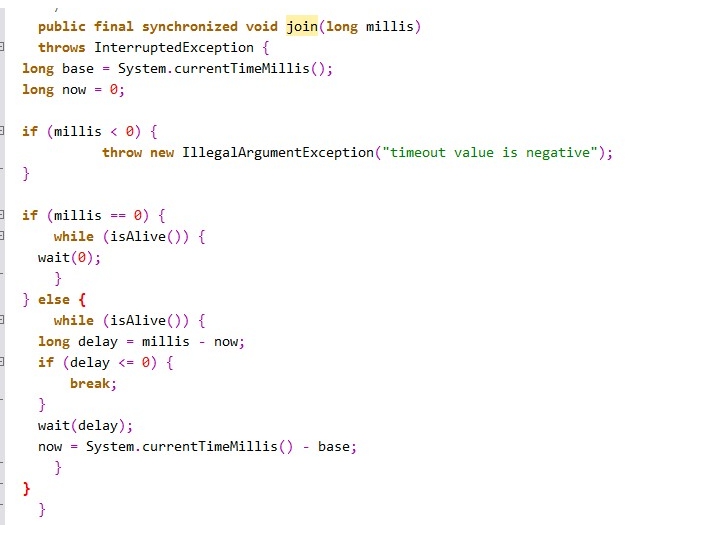 public final synchronized void join(long millis)
throws InterruptedException {
long base = System.currentTimeMillis();
long now = 0;
if (millis < 0) {
throw new IllegalArgumentException("timeout value is negative");
}
if (millis == 0) {
while (isAlive()) {
wait(0);
}
} else {
while (isAlive()) {
long delay = millis - now;
if (delay <= 0) {
break;
}
wait(delay);
now = System.currentTimeMillis() - base;
}
}
}